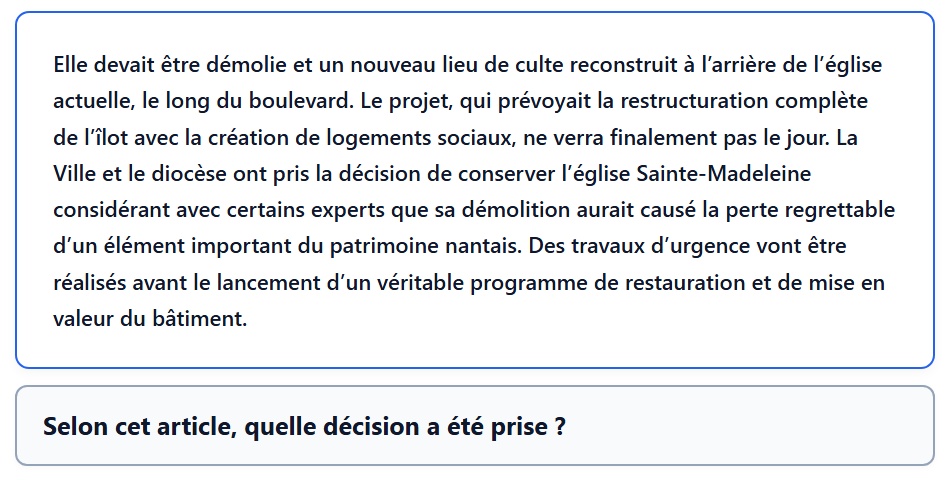 Elle devait être démolie et un nouveau lieu de culte reconstruit à l’arrière de l’église
actuelle, le long du boulevard. Le projet, qui prévoyait la restructuration complète
de l’îlot avec la création de logements sociaux, ne verra finalement pas le jour. La
Ville et le diocèse ont pris la décision de conserver l’église Sainte-Madeleine
considérant avec certains experts que sa démolition aurait causé la perte regrettable
d’un élément important du patrimoine nantais. Des travaux d’urgence vont être
réalisés avant le lancement d’un véritable programme de restauration et de mise en
valeur du bâtiment.
Selon cet article, quelle décision a été prise ?